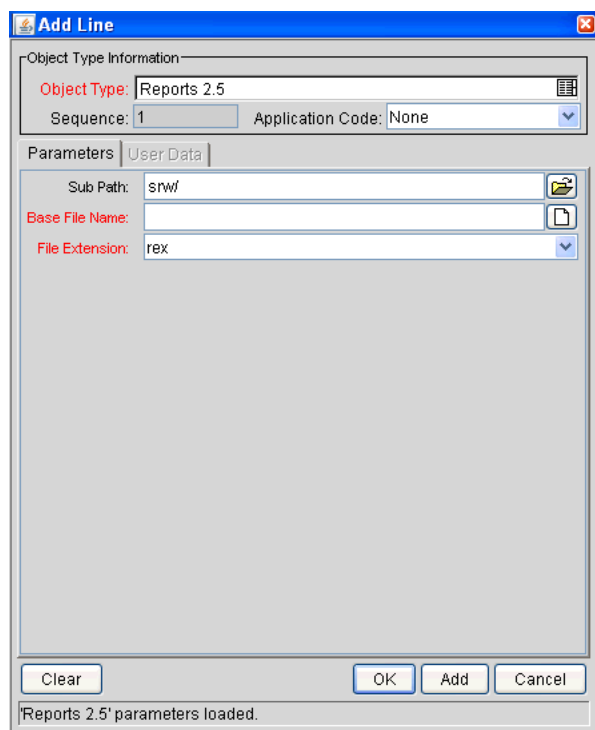 Add Line
Object Type Information
Object Type: Reports 2.5
Sequence: 1 Application Code: None
Parameters User Data
Sub Path: srw/
Base File Name:
File Extension: rex
Clear OK Add Cancel
'Reports 2.5' parameters loaded.